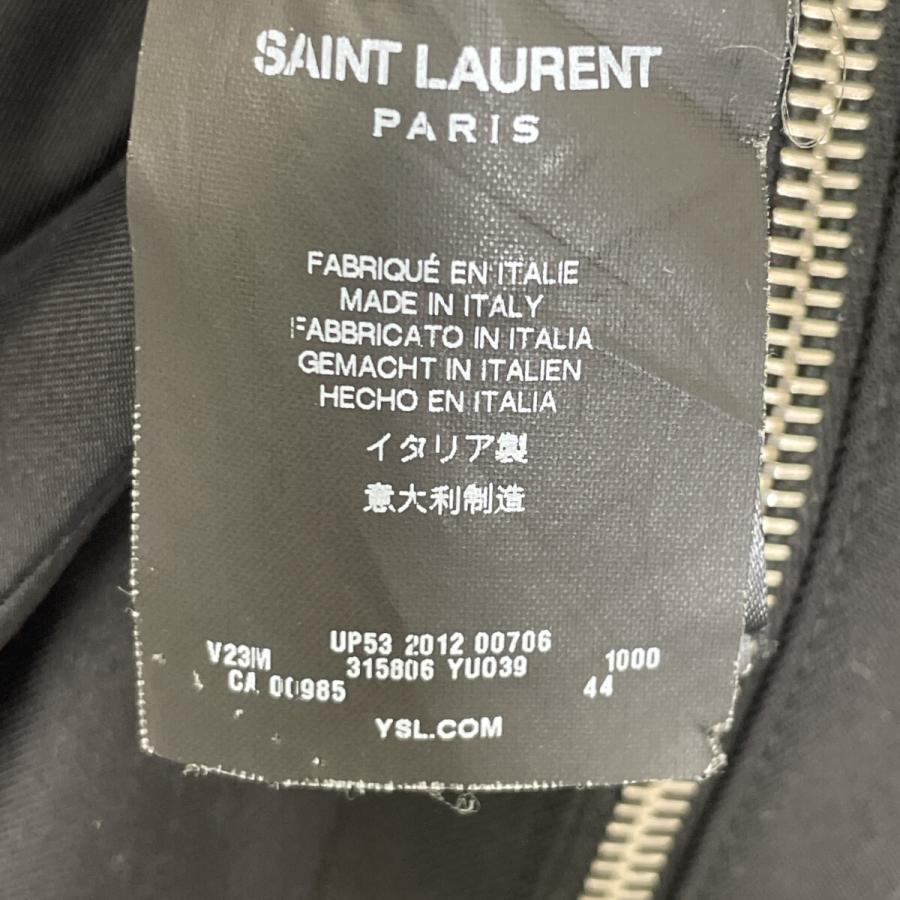 SAINT LAURENT
PARIS
FABRIQUÉ EN ITALIE
MADE IN ITALY
FABBRICATO IN ITALIA
GEMACHT IN ITALIEN
HECHO EN ITALIA
イタリア製
意大利制造
UP53 2012 00706
V23M 315806 YU039 1000
CA 00985 44
YSL.COM